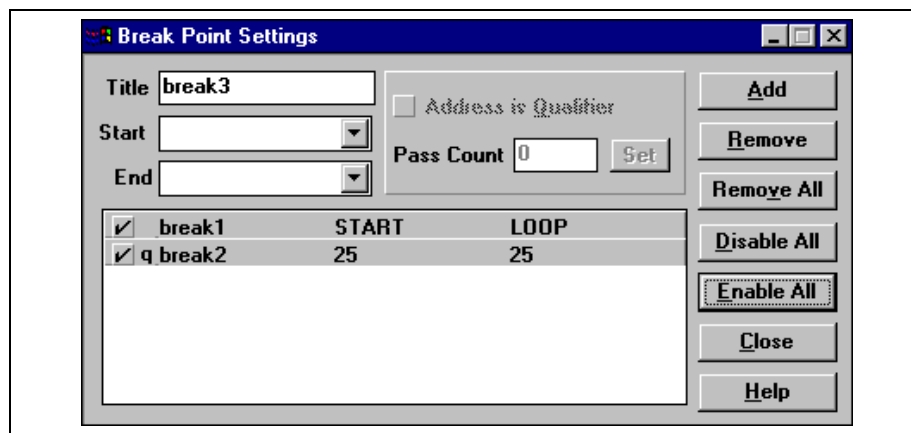 Break Point Settings
Title break3
Start
End
Address is Qualifier
Pass Count 0 Set
break1 START LOOP
q break2 25 25
Add
Remove
Remove All
Disable All
Enable All
Close
Help